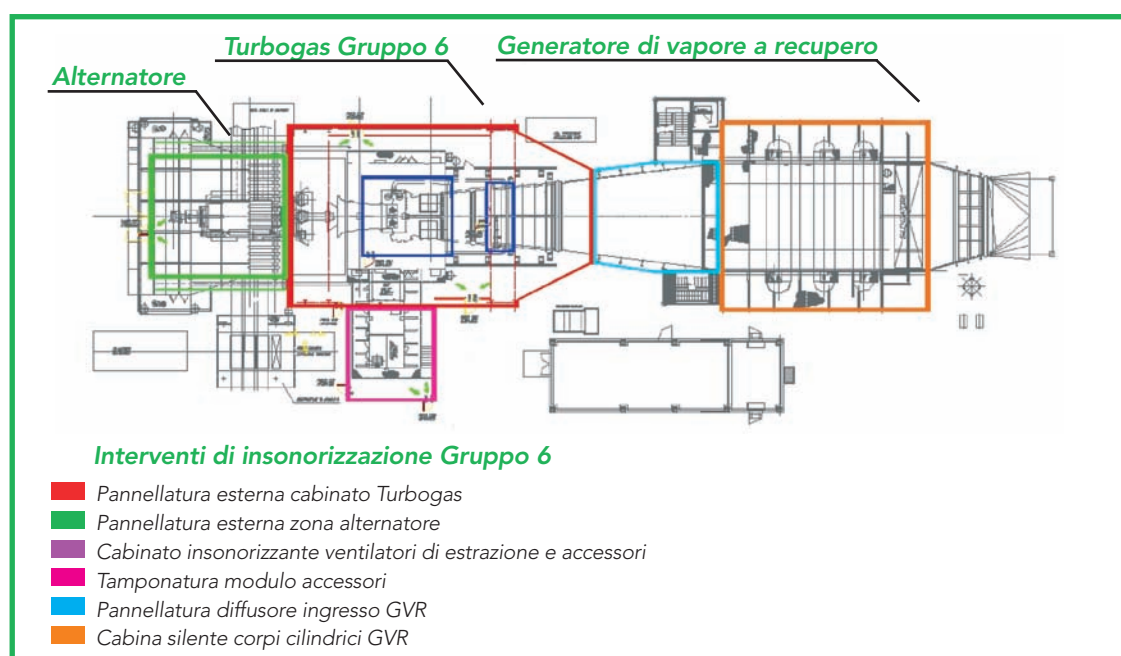 Turbogas Gruppo 6
Generatore di vapore a recupero
Alternatore
Interventi di insonorizzazione Gruppo 6
Pannellatura esterna cabinato Turbogas
Pannellatura esterna zona alternatore
Cabinato insonorizzante ventilatori di estrazione e accessori
Tamponatura modulo accessori
Pannellatura diffusore ingresso GVR
Cabina silente corpi cilindrici GVR